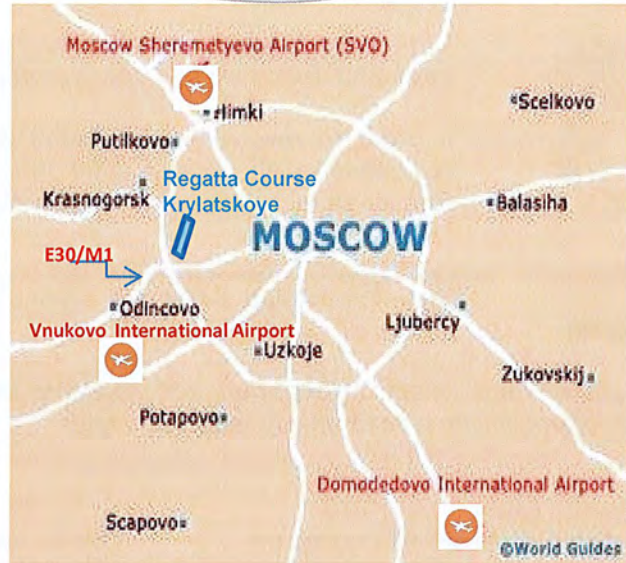 Moscow Sheremetyevo Airport (SVO)
Himki
Scelkovo
Putilkovo
Krasnogorsk
Regatta Course
Krylatskoye
Balasiha
MOSCOW
E30/M1
Odincovo
Ljubercy
Vnukovo International Airport
Uzkoje
Zukovskij
Potapovo
Domodedovo International Airport
Scapovo
©World Guides